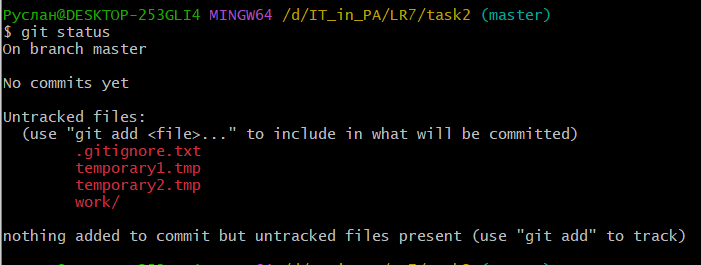 Руслан@DESKTOP-253GLI4 MINGW64 /d/IT_in_PA/LR7/task2 (master)
$ git status
On branch master
No commits yet
Untracked files:
(use "git add <file>..." to include in what will be committed)
.gitignore.txt
temporary1.tmp
temporary2.tmp
work/
nothing added to commit but untracked files present (use "git add" to track)